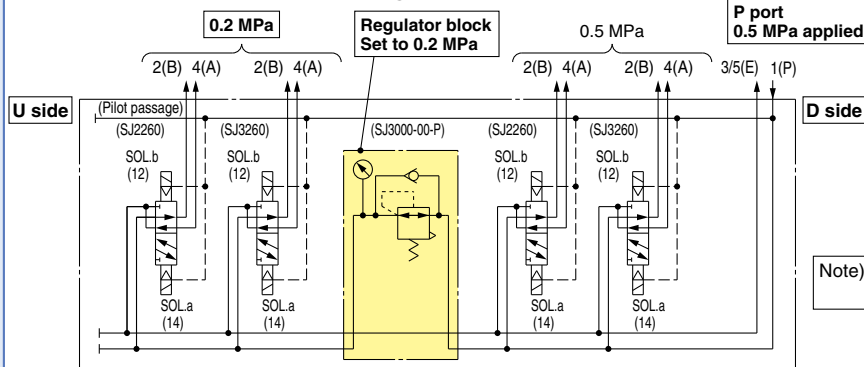 0.2 MPa
Regulator block
Set to 0.2 MPa
0.5 MPa
P port
0.5 MPa applied
2(B) 4(A)
2(B) 4(A)
2(B) 4(A)
2(B) 4(A)
3/5(E)
1(P)
U side
(Pilot passage)
D side
(SJ2260)
(SJ3260)
(SJ3000-00-P)
(SJ2260)
(SJ3260)
SOL.b
(12)
SOL.b
(12)
SOL.b
(12)
SOL.b
(12)
Note)
SOL.a
(14)
SOL.a
(14)
SOL.a
(14)
SOL.a
(14)